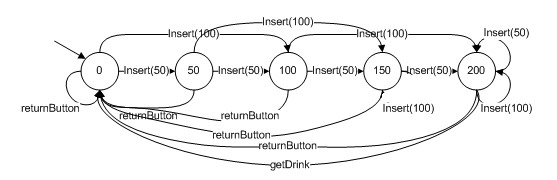 Insert(100)
Insert(100)
Insert(100)
Insert(50)
0
Insert(50)
50
Insert(50)
100
Insert(50)
150
Insert(50)
200
returnButton
returnButton
returnButton
Insert(100)
Insert(100)
returnButton
returnButton
getDrink